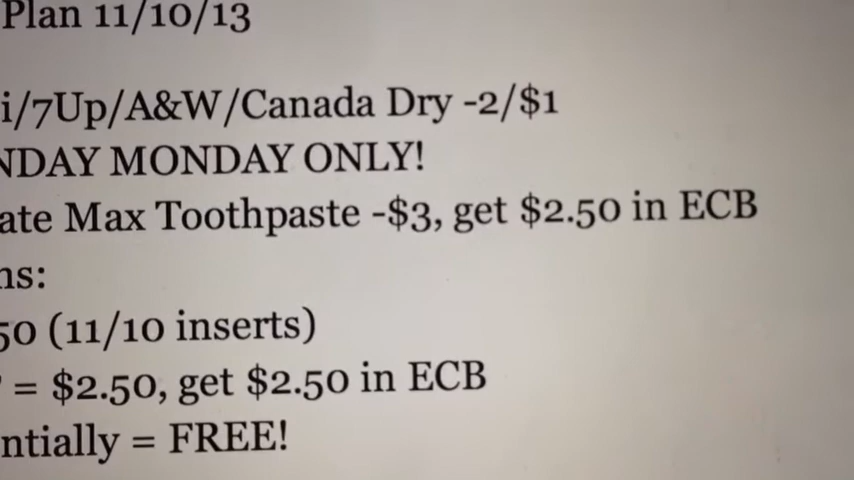 Plan 11/10/13
i/7Up/A&W/Canada Dry -2/$1
NDAY MONDAY ONLY!
ate Max Toothpaste -$3, get $2.50 in ECB
ns:
50 (11/10 inserts)
= $2.50, get $2.50 in ECB
ntially = FREE!